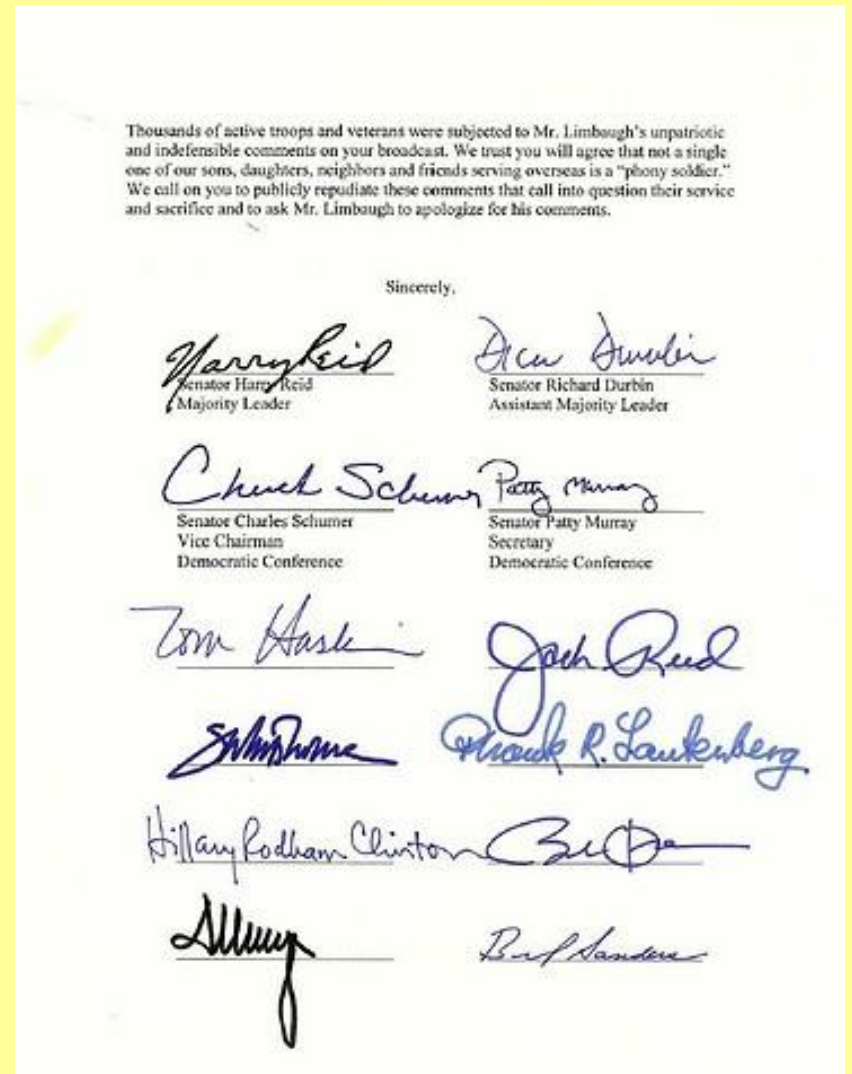 Thousands of active troops and veterans were subjected to Mr. Limbaugh's unpatriotic
and indefensible comments on your broadcast. We trust you will agree that not a single
one of our sons, daughters, neighbors and friends serving overseas is a "phony soldier."
We call on you to publicly repudiate these comments that call into question their service
and sacrifice and to ask Mr. Limbaugh to apologize for his comments.
Sincerely,
Harry Reid
Senator Harry Reid
Majority Leader
Dick Durbin
Senator Richard Durbin
Assistant Majority Leader
Chuck Schumer
Senator Charles Schumer
Vice Chairman
Democratic Conference
Patty Murray
Senator Patty Murray
Secretary
Democratic Conference
Tom Harkin
Jack Reed
Frank R. Lautenberg
Hillary Rodham Clinton
Sanders